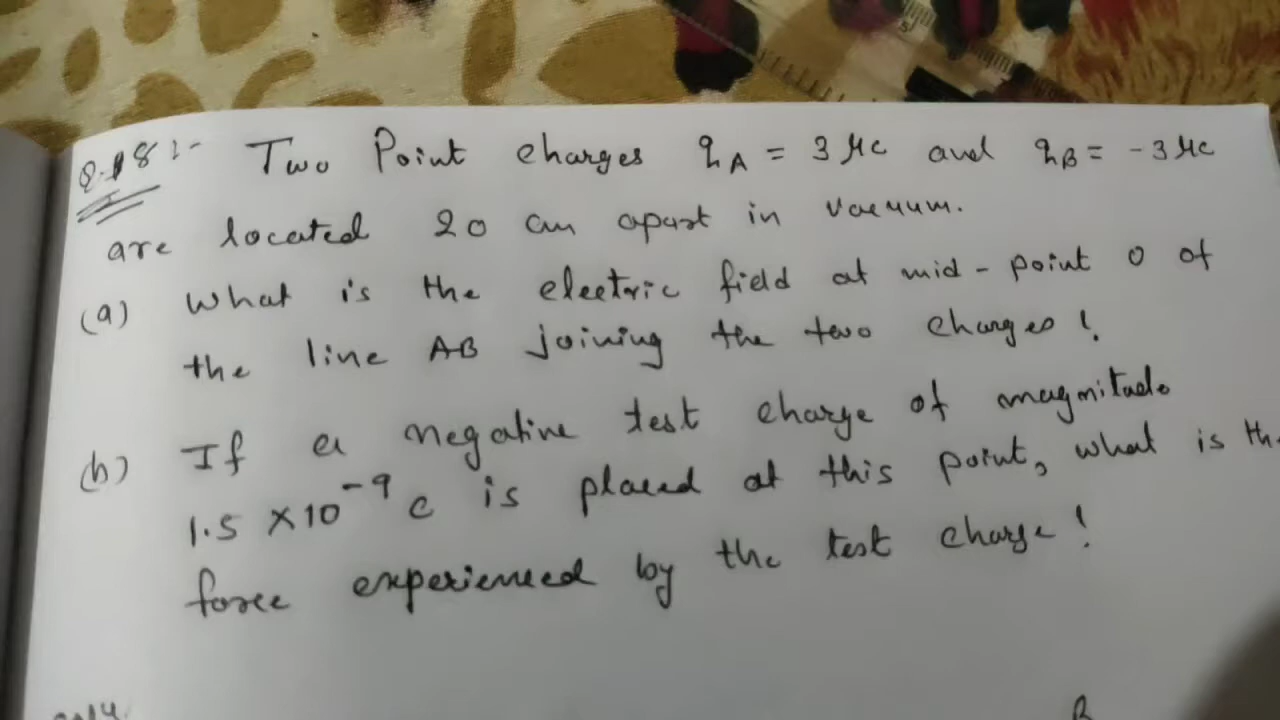 Q.18:- Two Point charges qA = 3 μc and qB = -3 μc
are located 20 cm apart in vacuum.
(a) What is the electric field at mid-point O of
the line AB joining the two charges!
(b) If a negative test charge of magnitude
1.5 ×10⁻⁹ c is placed at this point, what is the
force experienced by the test charge!